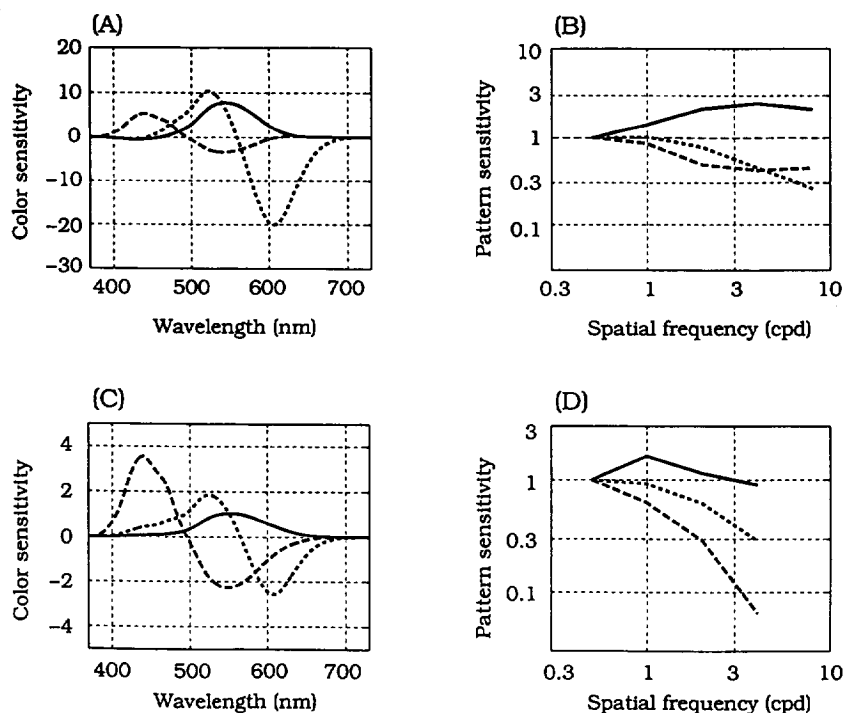 (A)
20
10
0
−10
−20
−30
Color sensitivity
400 500 600 700
Wavelength (nm)
(B)
10
3
1
0.3
0.1
Pattern sensitivity
0.3 1 3 10
Spatial frequency (cpd)
(C)
4
2
0
−2
−4
Color sensitivity
400 500 600 700
Wavelength (nm)
(D)
3
1
0.3
0.1
Pattern sensitivity
0.3 1 3 10
Spatial frequency (cpd)